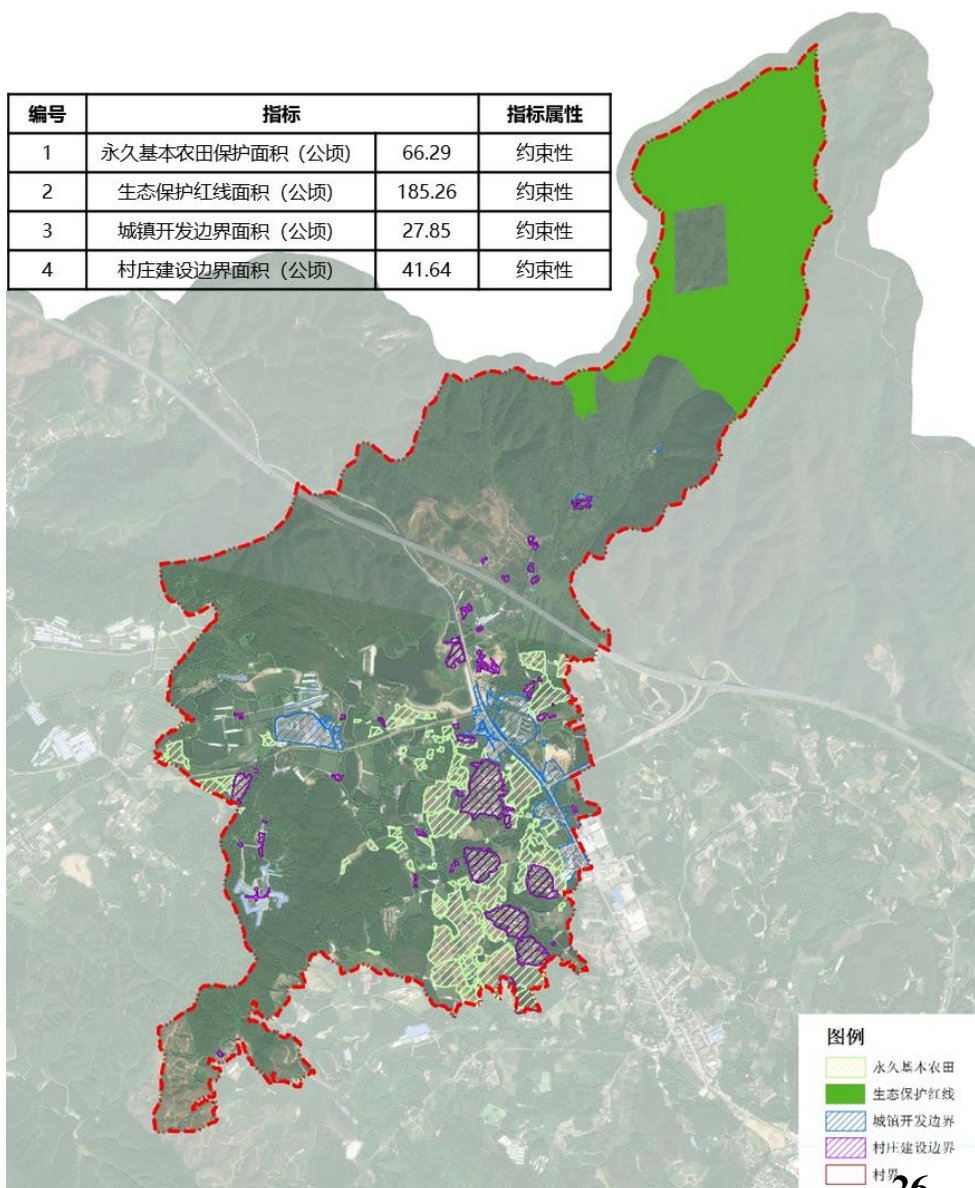 编号 指标 指标属性
1 永久基本农田保护面积（公顷） 66.29 约束性
2 生态保护红线面积（公顷） 185.26 约束性
3 城镇开发边界面积（公顷） 27.85 约束性
4 村庄建设边界面积（公顷） 41.64 约束性
图例
永久基本农田
生态保护红线
城镇开发边界
村庄建设边界
村界
26